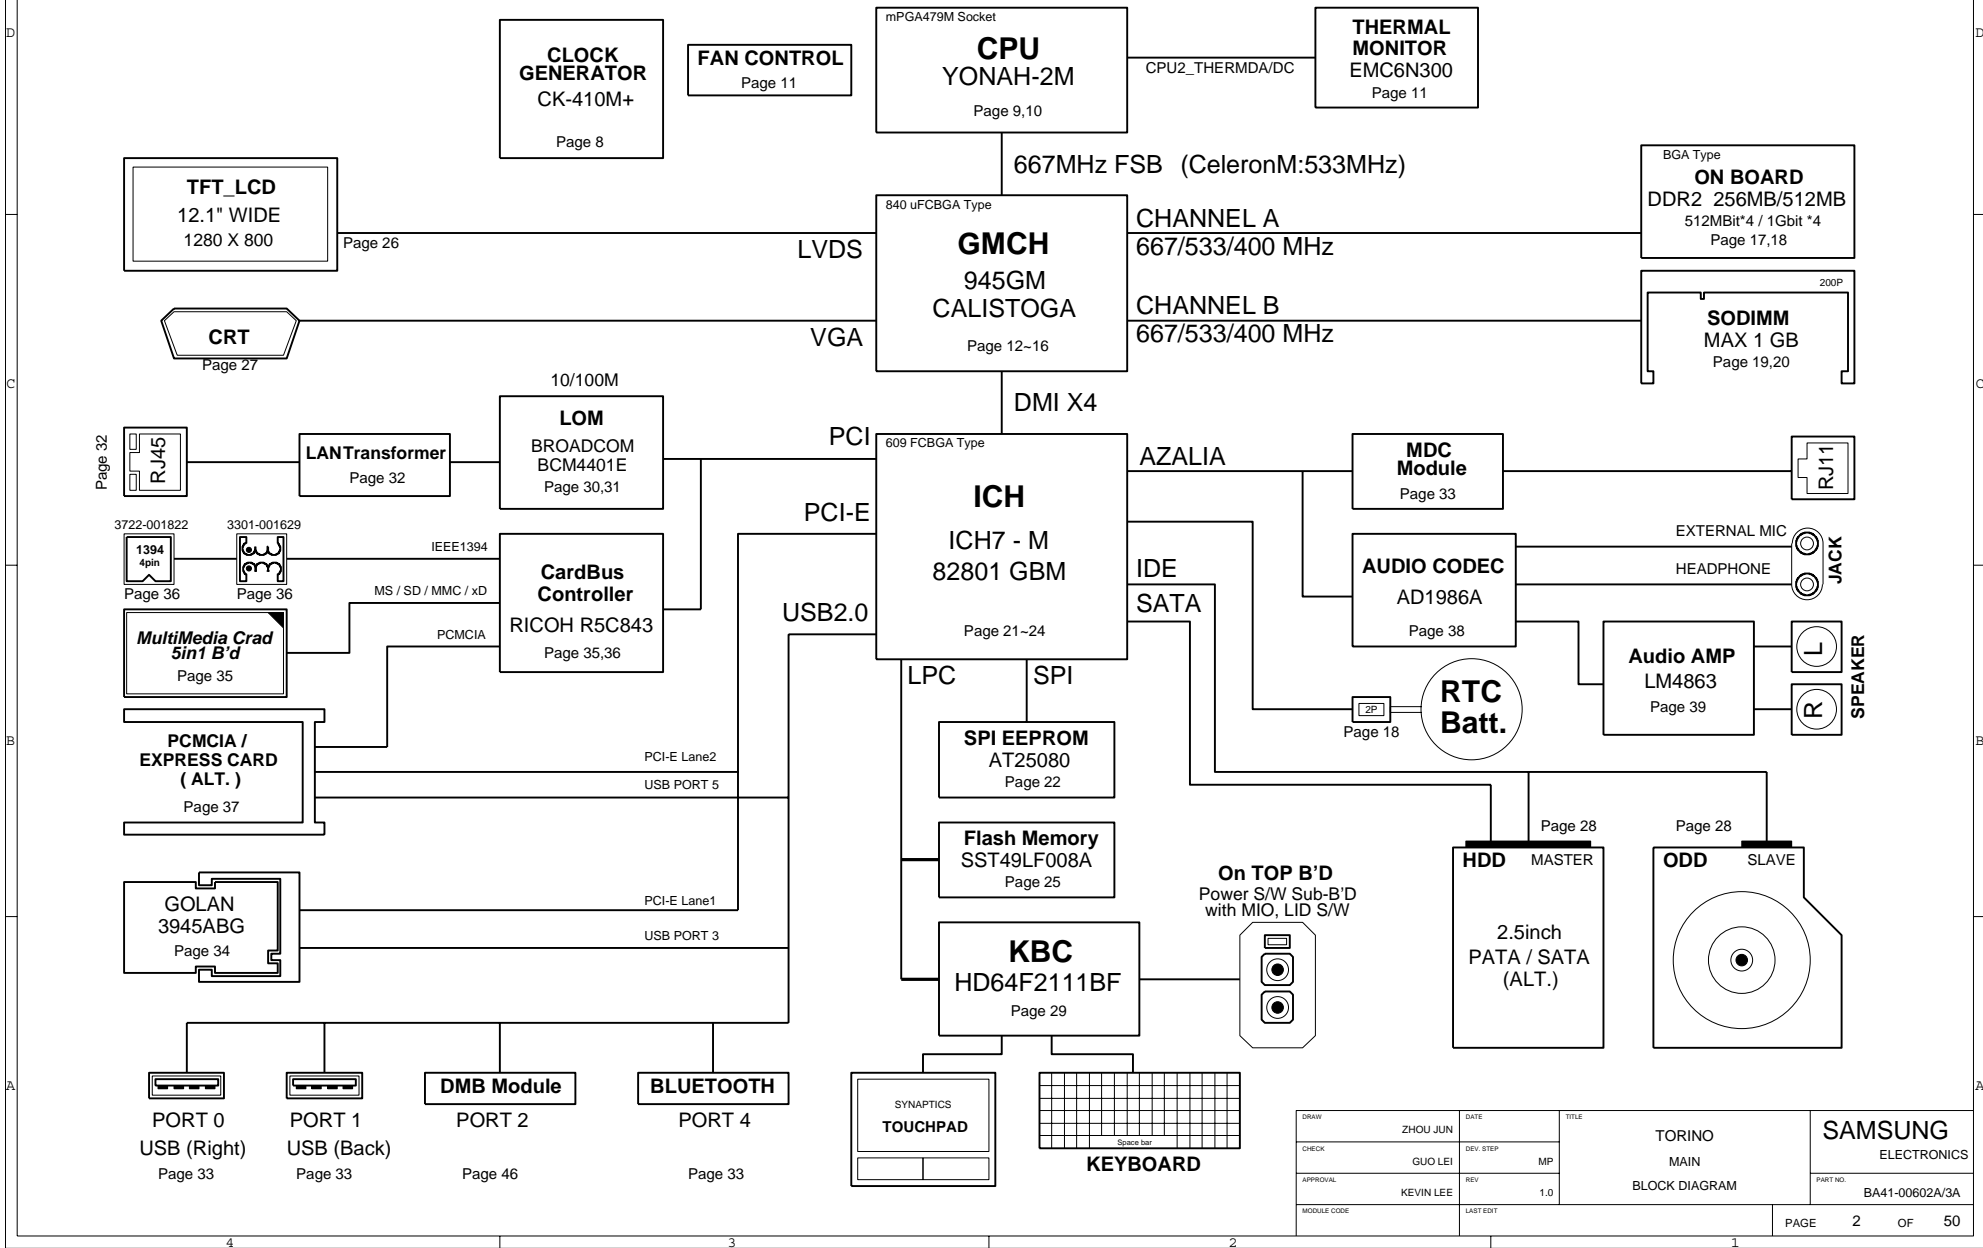 D
D
CLOCK
GENERATOR
CK-410M+
Page 8
FAN CONTROL
Page 11
mPGA479M Socket
CPU
YONAH-2M
Page 9,10
CPU2_THERMDA/DC
THERMAL
MONITOR
EMC6N300
Page 11
667MHz FSB (CeleronM:533MHz)
TFT_LCD
12.1" WIDE
1280 X 800
Page 26
LVDS
840 uFCBGA Type
GMCH
945GM
CALISTOGA
Page 12~16
CHANNEL A
667/533/400 MHz
BGA Type
ON BOARD
DDR2 256MB/512MB
512MBit*4 / 1Gbit *4
Page 17,18
CRT
Page 27
VGA
CHANNEL B
667/533/400 MHz
200P
SODIMM
MAX 1 GB
Page 19,20
C
C
DMI X4
10/100M
LOM
BROADCOM
BCM4401E
Page 30,31
Page 32
RJ45
LANTransformer
Page 32
PCI
609 FCBGA Type
ICH
ICH7 - M
82801 GBM
Page 21~24
AZALIA
MDC
Module
Page 33
RJ11
PCI-E
3722-001822
3301-001629
1394
4pin
Page 36
Page 36
IEEE1394
MS / SD / MMC / xD
PCMCIA
CardBus
Controller
RICOH R5C843
Page 35,36
USB2.0
IDE
SATA
AUDIO CODEC
AD1986A
Page 38
EXTERNAL MIC
HEADPHONE
JACK
MultiMedia Crad
5in1 B'd
Page 35
LPC
SPI
Audio AMP
LM4863
Page 39
L
R
SPEAKER
2P
Page 18
RTC
Batt.
B
B
PCMCIA /
EXPRESS CARD
( ALT. )
Page 37
PCI-E Lane2
USB PORT 5
SPI EEPROM
AT25080
Page 22
Flash Memory
SST49LF008A
Page 25
Page 28
HDD MASTER
2.5inch
PATA / SATA
(ALT.)
Page 28
ODD SLAVE
GOLAN
3945ABG
Page 34
PCI-E Lane1
USB PORT 3
On TOP B'D
Power S/W Sub-B'D
with MIO, LID S/W
KBC
HD64F2111BF
Page 29
A
A
PORT 0
USB (Right)
Page 33
PORT 1
USB (Back)
Page 33
DMB Module
PORT 2
Page 46
BLUETOOTH
PORT 4
Page 33
SYNAPTICS
TOUCHPAD
Space bar
KEYBOARD
DRAW
ZHOU JUN
DATE
TITLE
TORINO
MAIN
BLOCK DIAGRAM
SAMSUNG
ELECTRONICS
CHECK
GUO LEI
DEV. STEP
MP
APPROVAL
KEVIN LEE
REV
1.0
PART NO.
BA41-00602A/3A
MODULE CODE
LAST EDIT
PAGE 2 OF 50
4
3
2
1